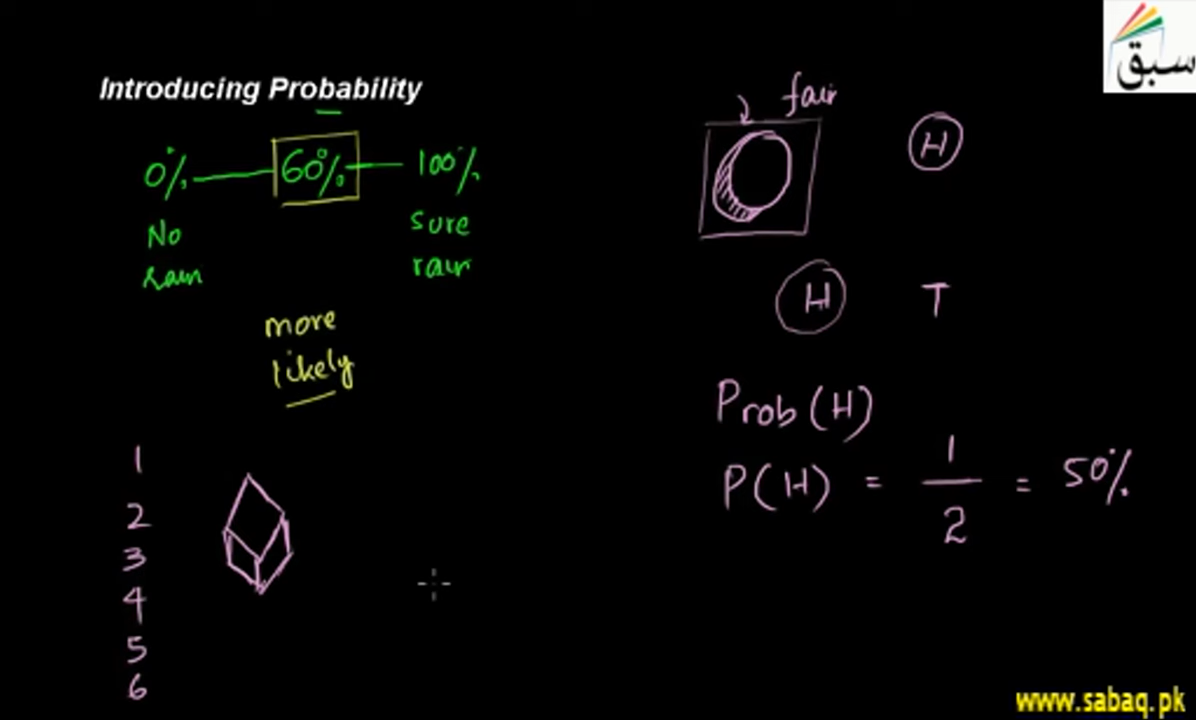 Introducing Probability
0% 60% 100%
No
rain
Sure
rain
more
likely
1
2
3
4
5
6
fair
H
H T
Prob(H)
P(H) = 1/2 = 50%
سبق
www.sabaq.pk